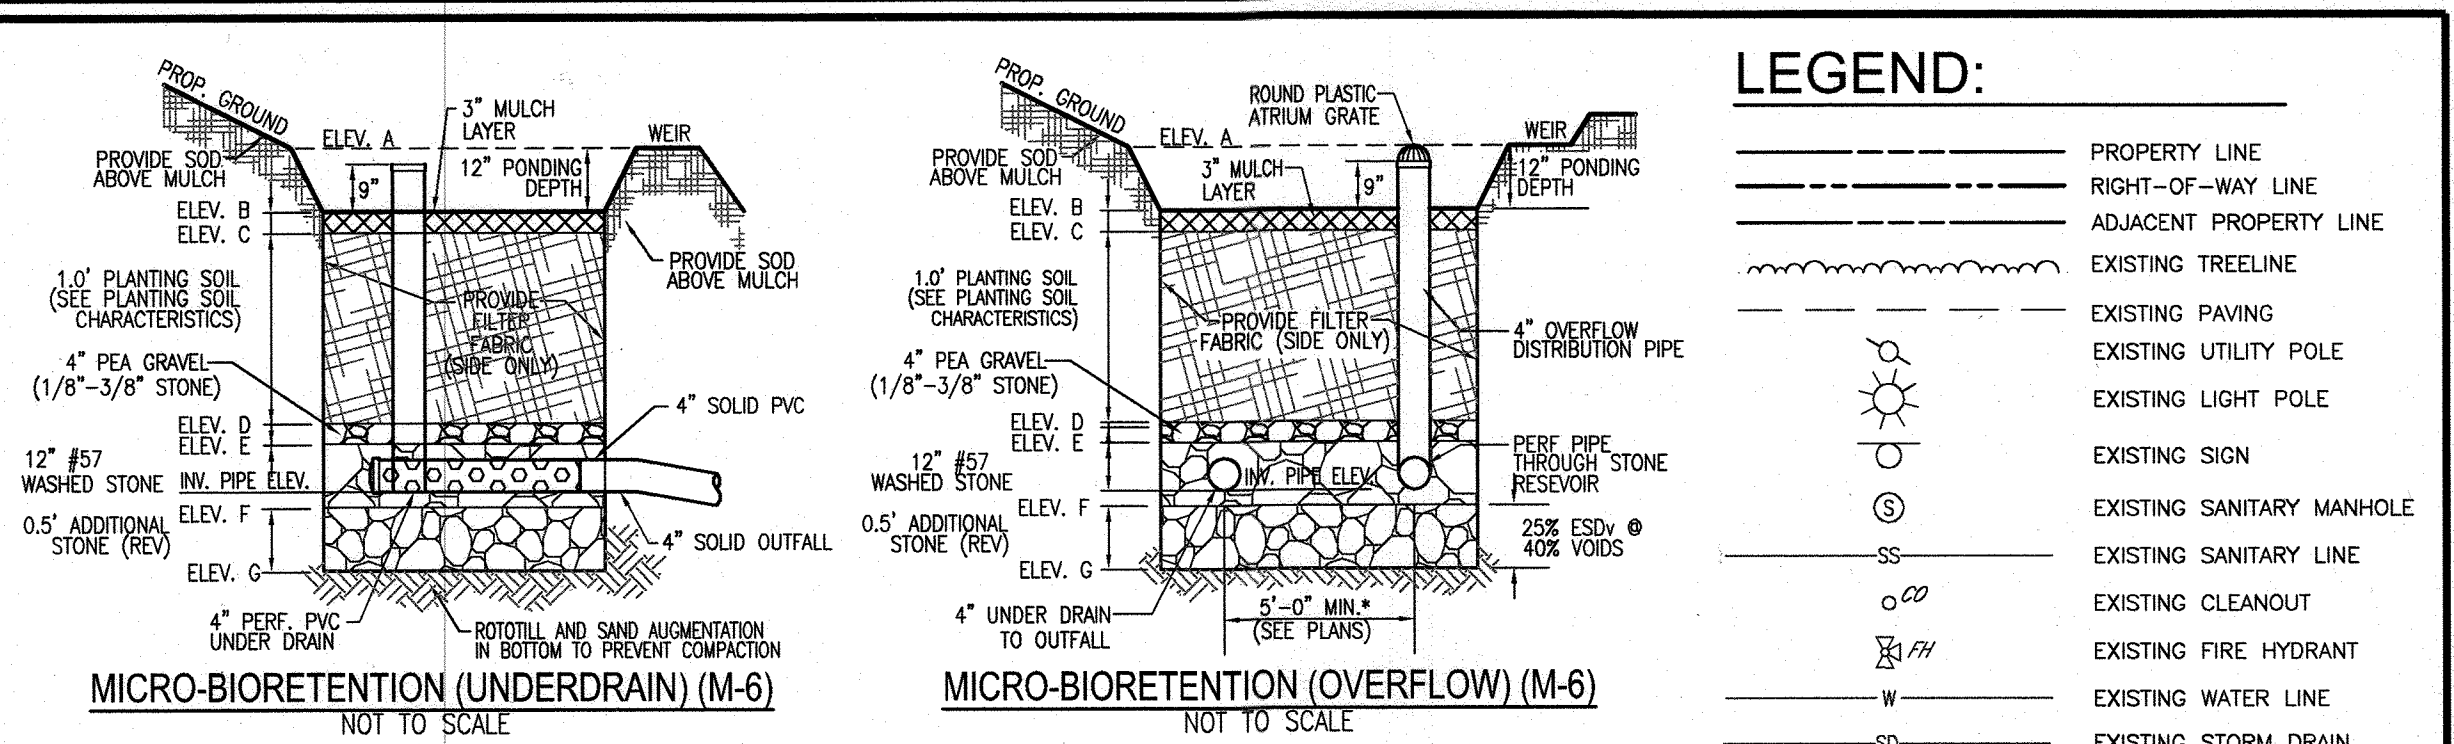 PROP. GROUND
PROVIDE SOD
ABOVE MULCH
ELEV. A
3" MULCH
LAYER
9"
12" PONDING
DEPTH
WEIR
ELEV. B
ELEV. C
PROVIDE SOD
ABOVE MULCH
1.0' PLANTING SOIL
(SEE PLANTING SOIL
CHARACTERISTICS)
PROVIDE
FILTER
FABRIC
(SIDE ONLY)
4" PEA GRAVEL
(1/8"-3/8" STONE)
4" SOLID PVC
ELEV. D
ELEV. E
12" #57
WASHED STONE
INV. PIPE ELEV.
ELEV. F
0.5' ADDITIONAL
STONE (REV)
4" SOLID OUTFALL
ELEV. G
4" PERF. PVC
UNDER DRAIN
ROTOTILL AND SAND AUGMENTATION
IN BOTTOM TO PREVENT COMPACTION
MICRO-BIORETENTION (UNDERDRAIN) (M-6)
NOT TO SCALE
PROP. GROUND
PROVIDE SOD
ABOVE MULCH
ROUND PLASTIC
ATRIUM GRATE
ELEV. A
WEIR
3" MULCH
LAYER
9"
12" PONDING
DEPTH
ELEV. B
ELEV. C
1.0' PLANTING SOIL
(SEE PLANTING SOIL
CHARACTERISTICS)
PROVIDE FILTER
FABRIC (SIDE ONLY)
4" OVERFLOW
DISTRIBUTION PIPE
4" PEA GRAVEL
(1/8"-3/8" STONE)
ELEV. D
ELEV. E
PERF PIPE
THROUGH STONE
RESEVOIR
12" #57
WASHED STONE
INV. PIPE ELEV.
ELEV. F
0.5' ADDITIONAL
STONE (REV)
25% ESDv @
40% VOIDS
ELEV. G
4" UNDER DRAIN
TO OUTFALL
5'-0" MIN.*
(SEE PLANS)
MICRO-BIORETENTION (OVERFLOW) (M-6)
NOT TO SCALE
LEGEND:
PROPERTY LINE
RIGHT-OF-WAY LINE
ADJACENT PROPERTY LINE
EXISTING TREELINE
EXISTING PAVING
EXISTING UTILITY POLE
EXISTING LIGHT POLE
EXISTING SIGN
S EXISTING SANITARY MANHOLE
SS EXISTING SANITARY LINE
CO EXISTING CLEANOUT
FH EXISTING FIRE HYDRANT
W EXISTING WATER LINE
SD EXISTING STORM DRAIN